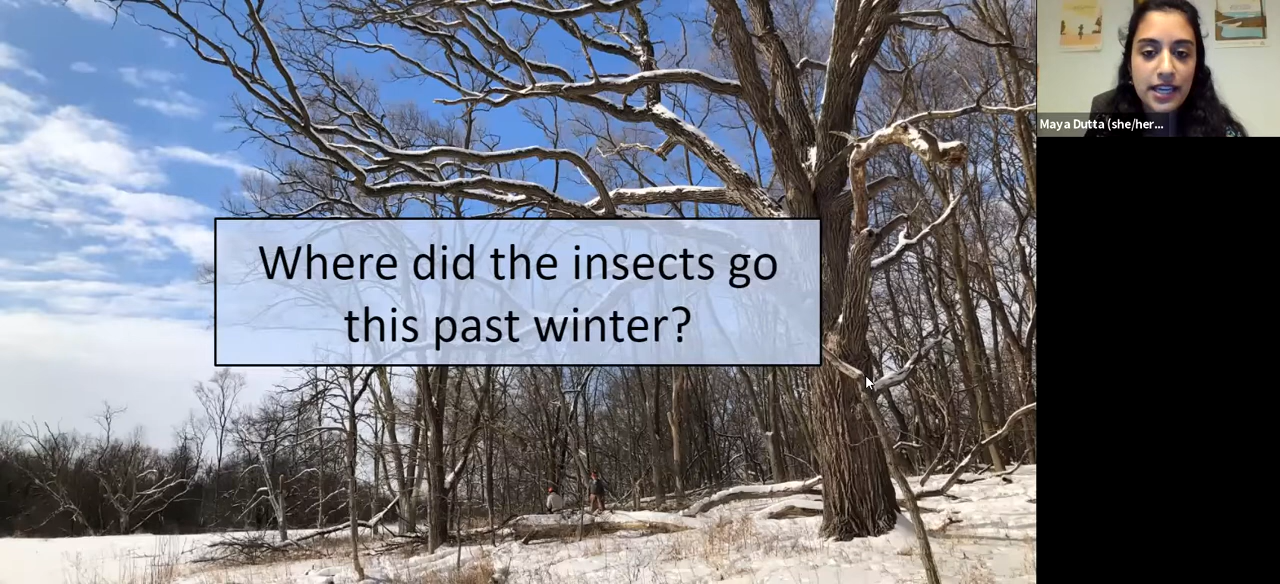 Where did the insects go
this past winter?
Maya Dutta (she/her...